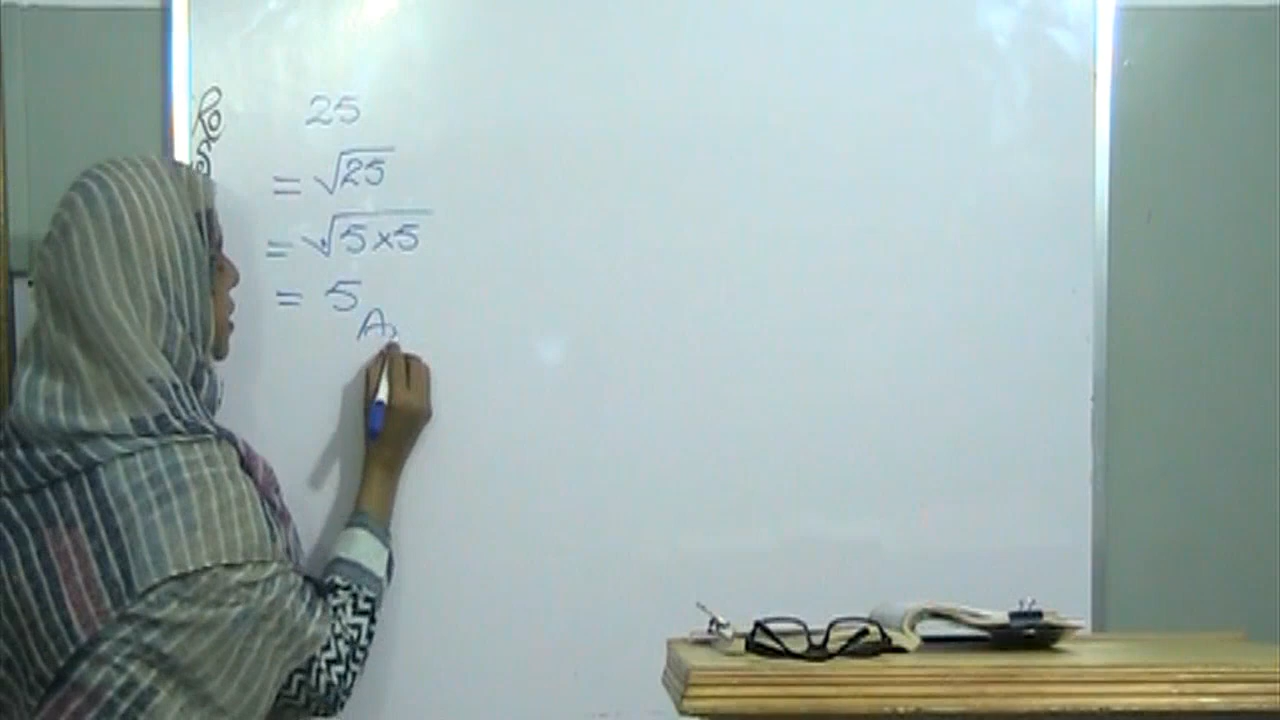 25
= √25
= √5×5
= 5